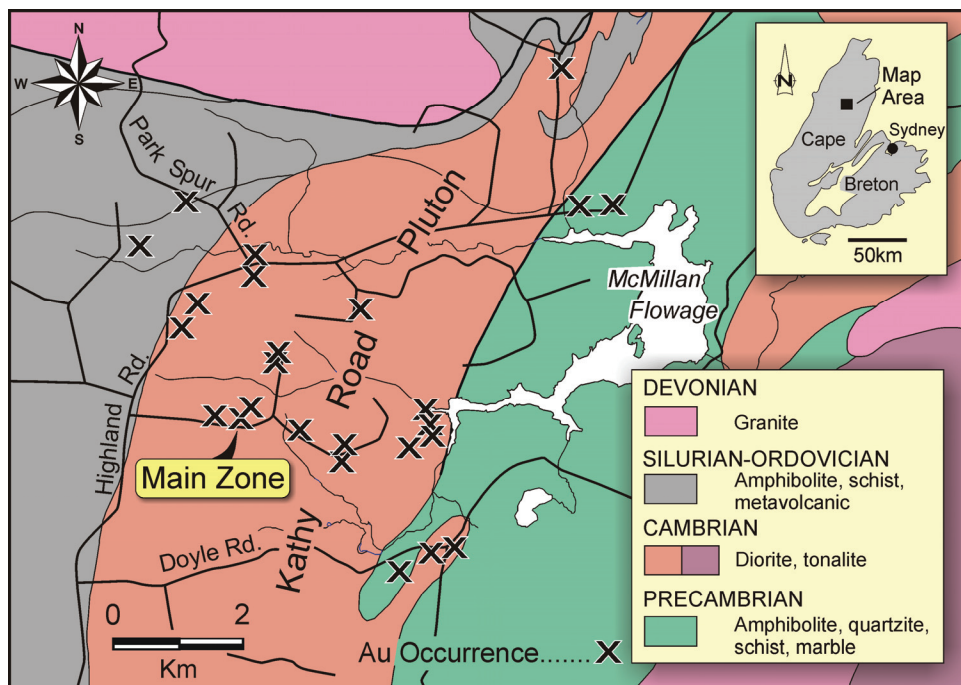 N
W E
S
Park Spur
Rd.
Pluton
Road
Kathy
Highland
Rd.
Main Zone
Doyle Rd.
McMillan
Flowage
0 2
Km
Au Occurrence.......X
N
Map
Area
Cape
Sydney
Breton
50km
DEVONIAN
Granite
SILURIAN-ORDOVICIAN
Amphibolite, schist,
metavolcanic
CAMBRIAN
Diorite, tonalite
PRECAMBRIAN
Amphibolite, quartzite,
schist, marble